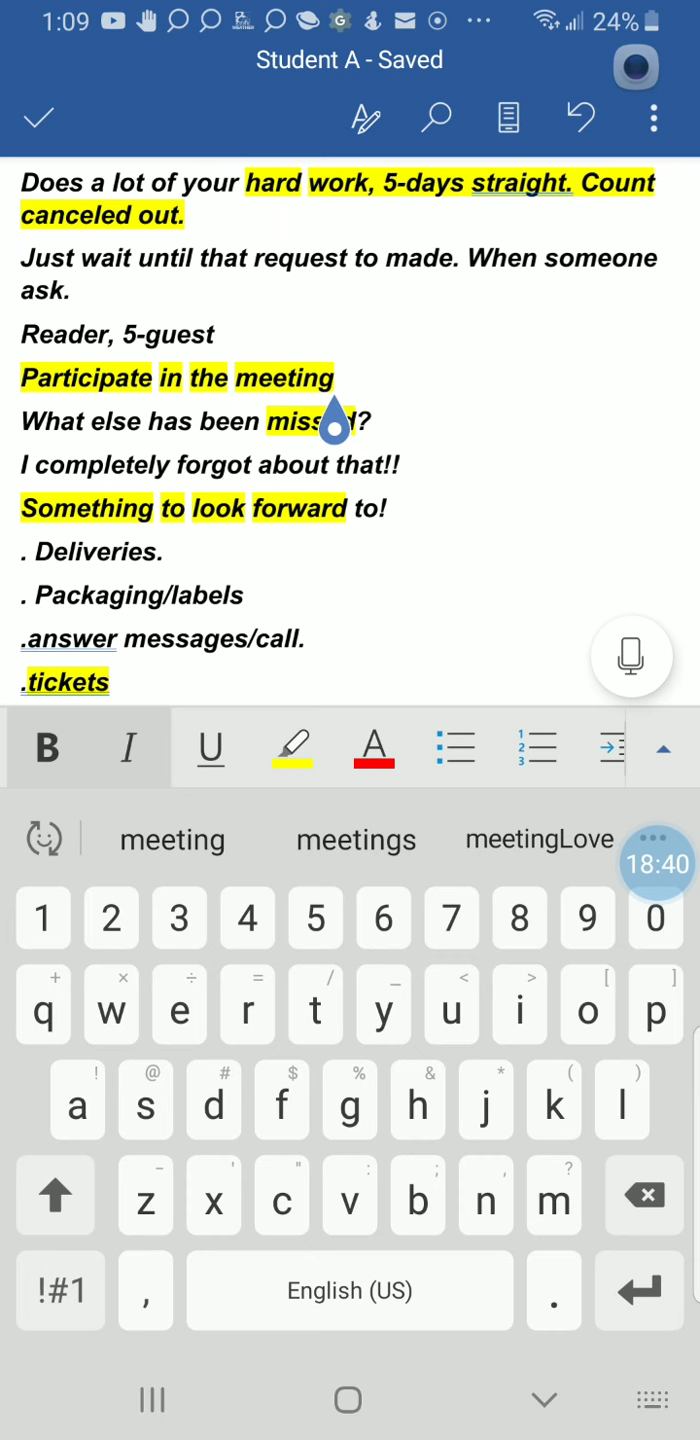 1:09 24%
Student A - Saved
Does a lot of your hard work, 5-days straight. Count
canceled out.
Just wait until that request to made. When someone
ask.
Reader, 5-guest
Participate in the meeting
What else has been missed?
I completely forgot about that!!
Something to look forward to!
. Deliveries.
. Packaging/labels
.answer messages/call.
.tickets
B I U A
meeting meetings meetingLove
18:40
1 2 3 4 5 6 7 8 9 0
+ × ÷ = / _ < > [ ]
q w e r t y u i o p
! @ # $ % & * ( )
a s d f g h j k l
- ' " : ; , ?
z x c v b n m
!#1 , English (US) .